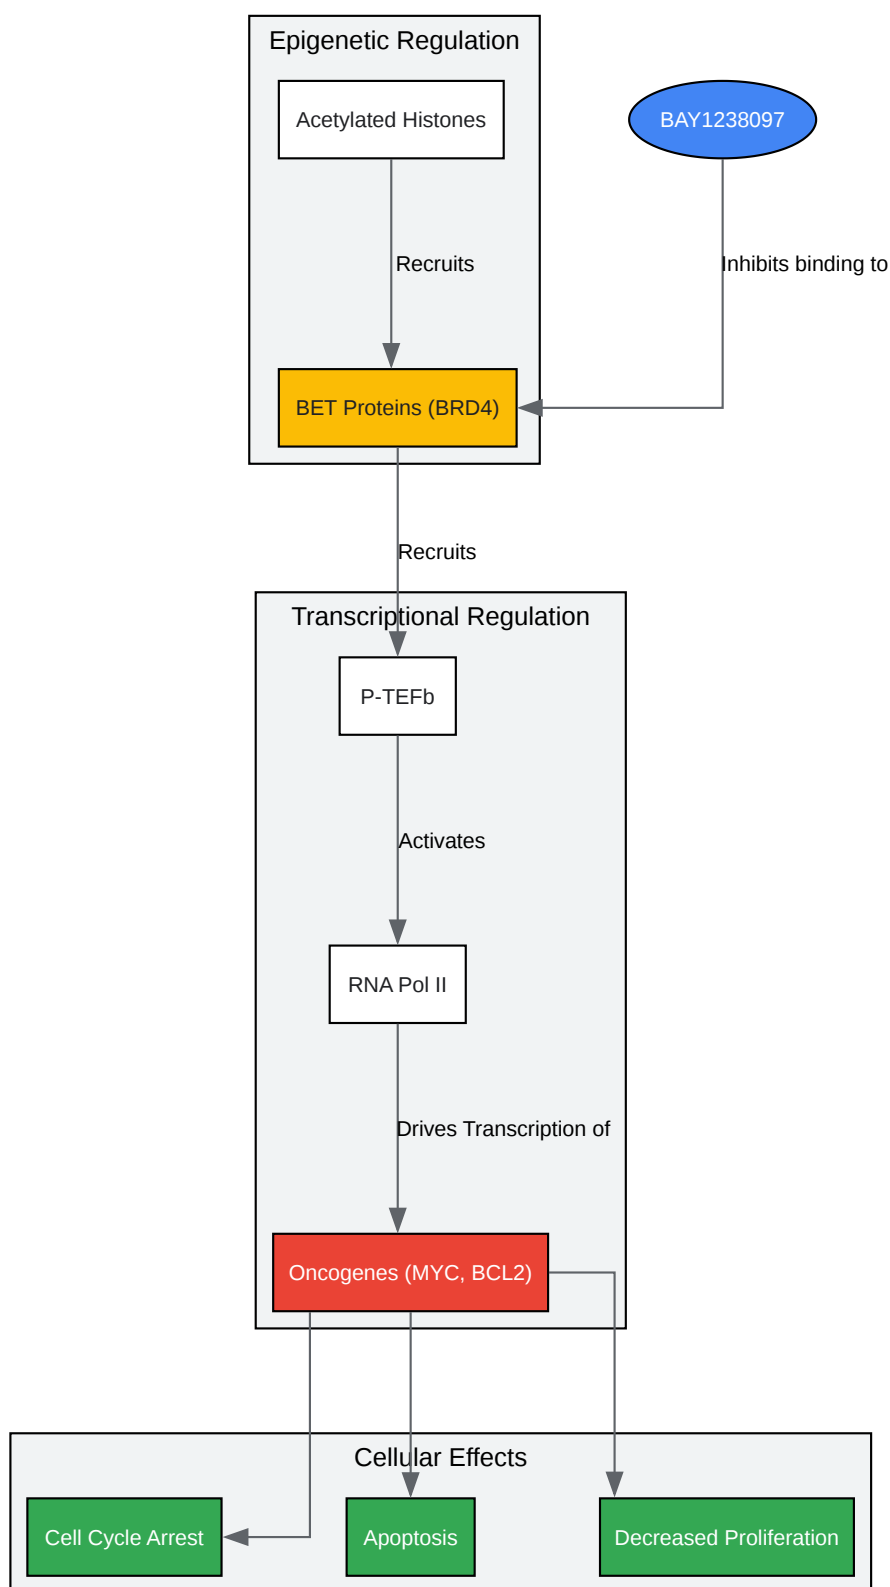 Epigenetic Regulation
Acetylated Histones
BAY1238097
Recruits
Inhibits binding to
BET Proteins (BRD4)
Recruits
Transcriptional Regulation
P-TEFb
Activates
RNA Pol II
Drives Transcription of
Oncogenes (MYC, BCL2)
Cellular Effects
Cell Cycle Arrest
Apoptosis
Decreased Proliferation